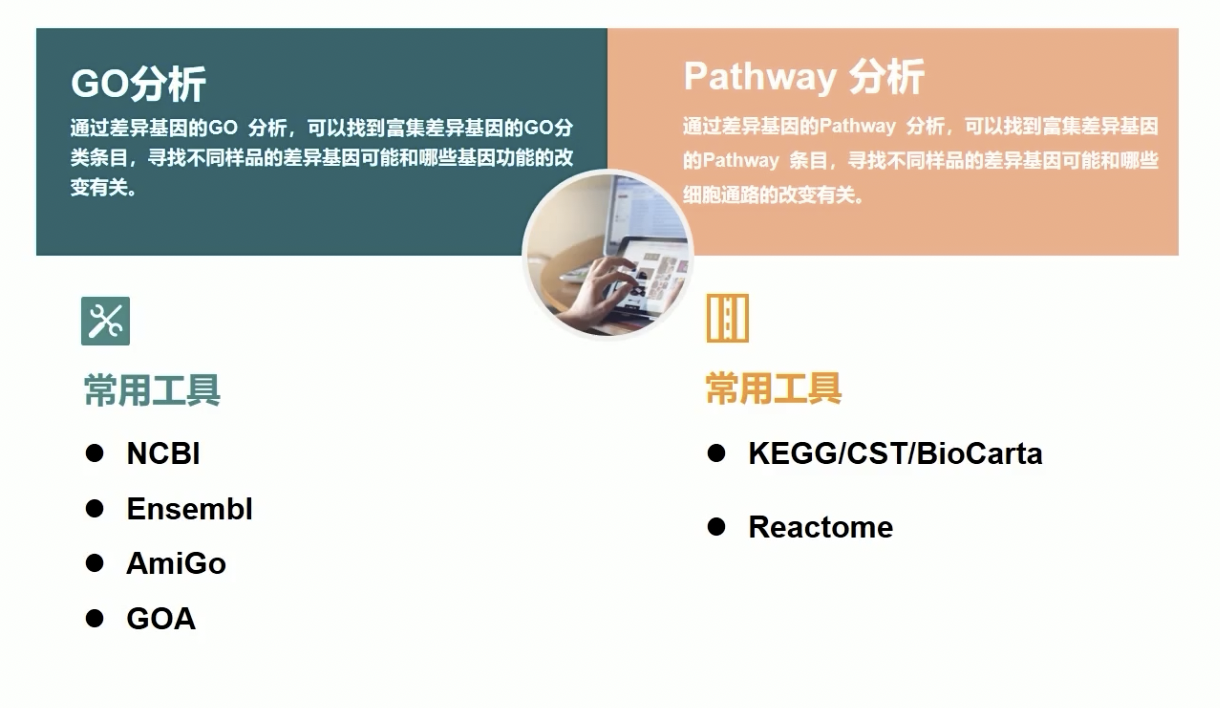 GO分析
通过差异基因的GO 分析，可以找到富集差异基因的GO分
类条目，寻找不同样品的差异基因可能和哪些基因功能的改
变有关。
Pathway 分析
通过差异基因的Pathway 分析，可以找到富集差异基因
的Pathway 条目，寻找不同样品的差异基因可能和哪些
细胞通路的改变有关。
常用工具
● NCBI
● Ensembl
● AmiGo
● GOA
常用工具
● KEGG/CST/BioCarta
● Reactome